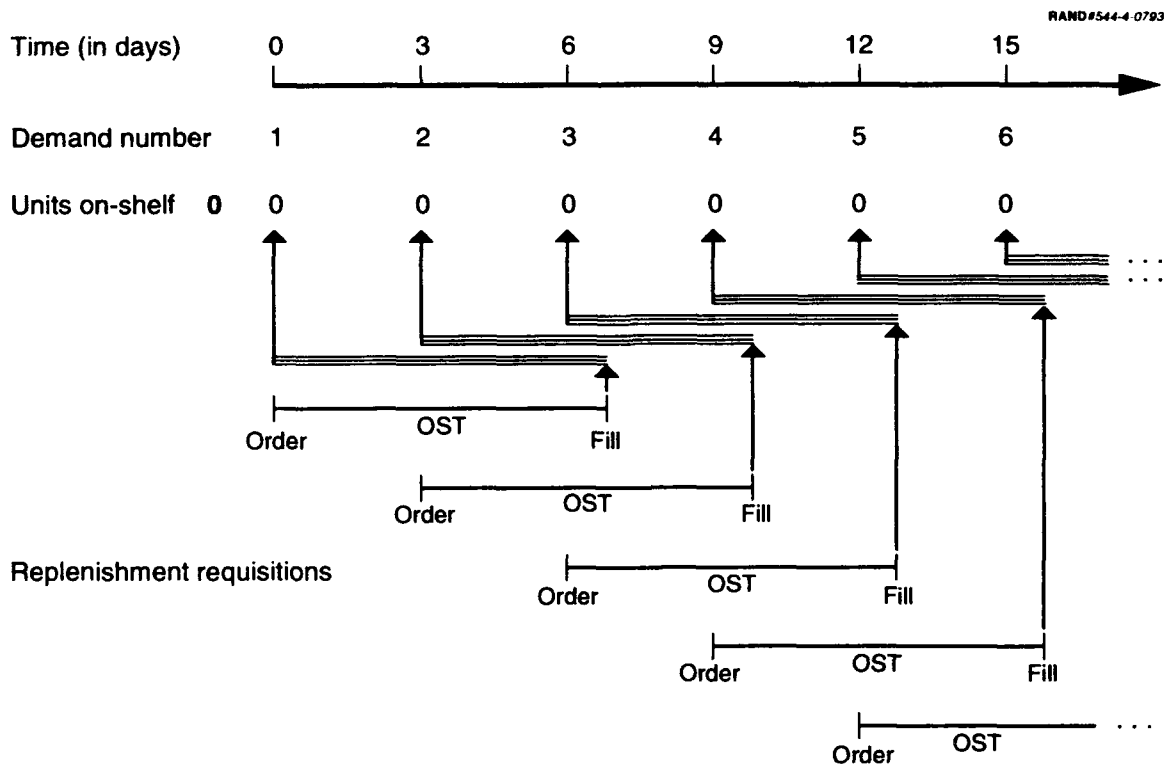 RAND#544-4-0793
Time (in days) 0 3 6 9 12 15
Demand number 1 2 3 4 5 6
Units on-shelf 0 0 0 0 0 0 0
. . .
. . .
OST
Order Fill
OST
Order Fill
Replenishment requisitions
OST
Order Fill
OST
Order Fill
. . .
OST
Order